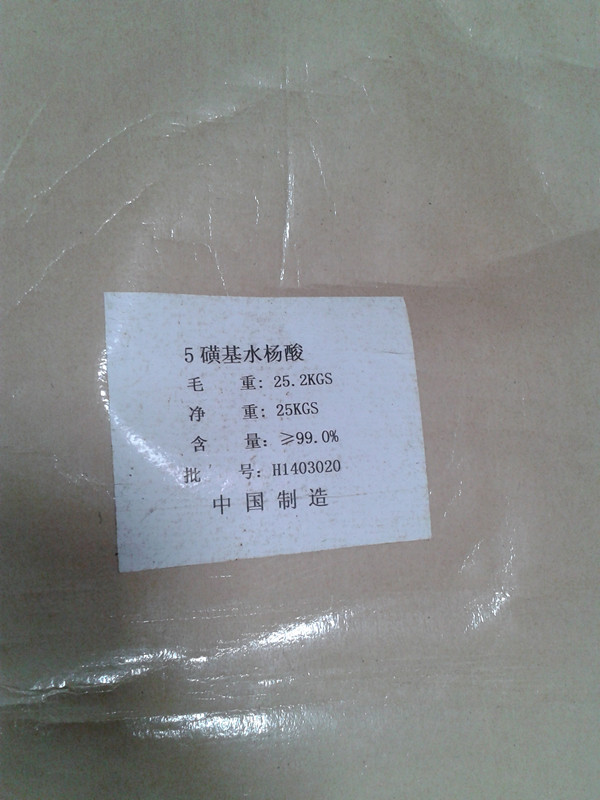 5磺基水杨酸
毛 重: 25.2KGS
净 重: 25KGS
含 量: ≥99.0%
批 号: H1403020
中国制造